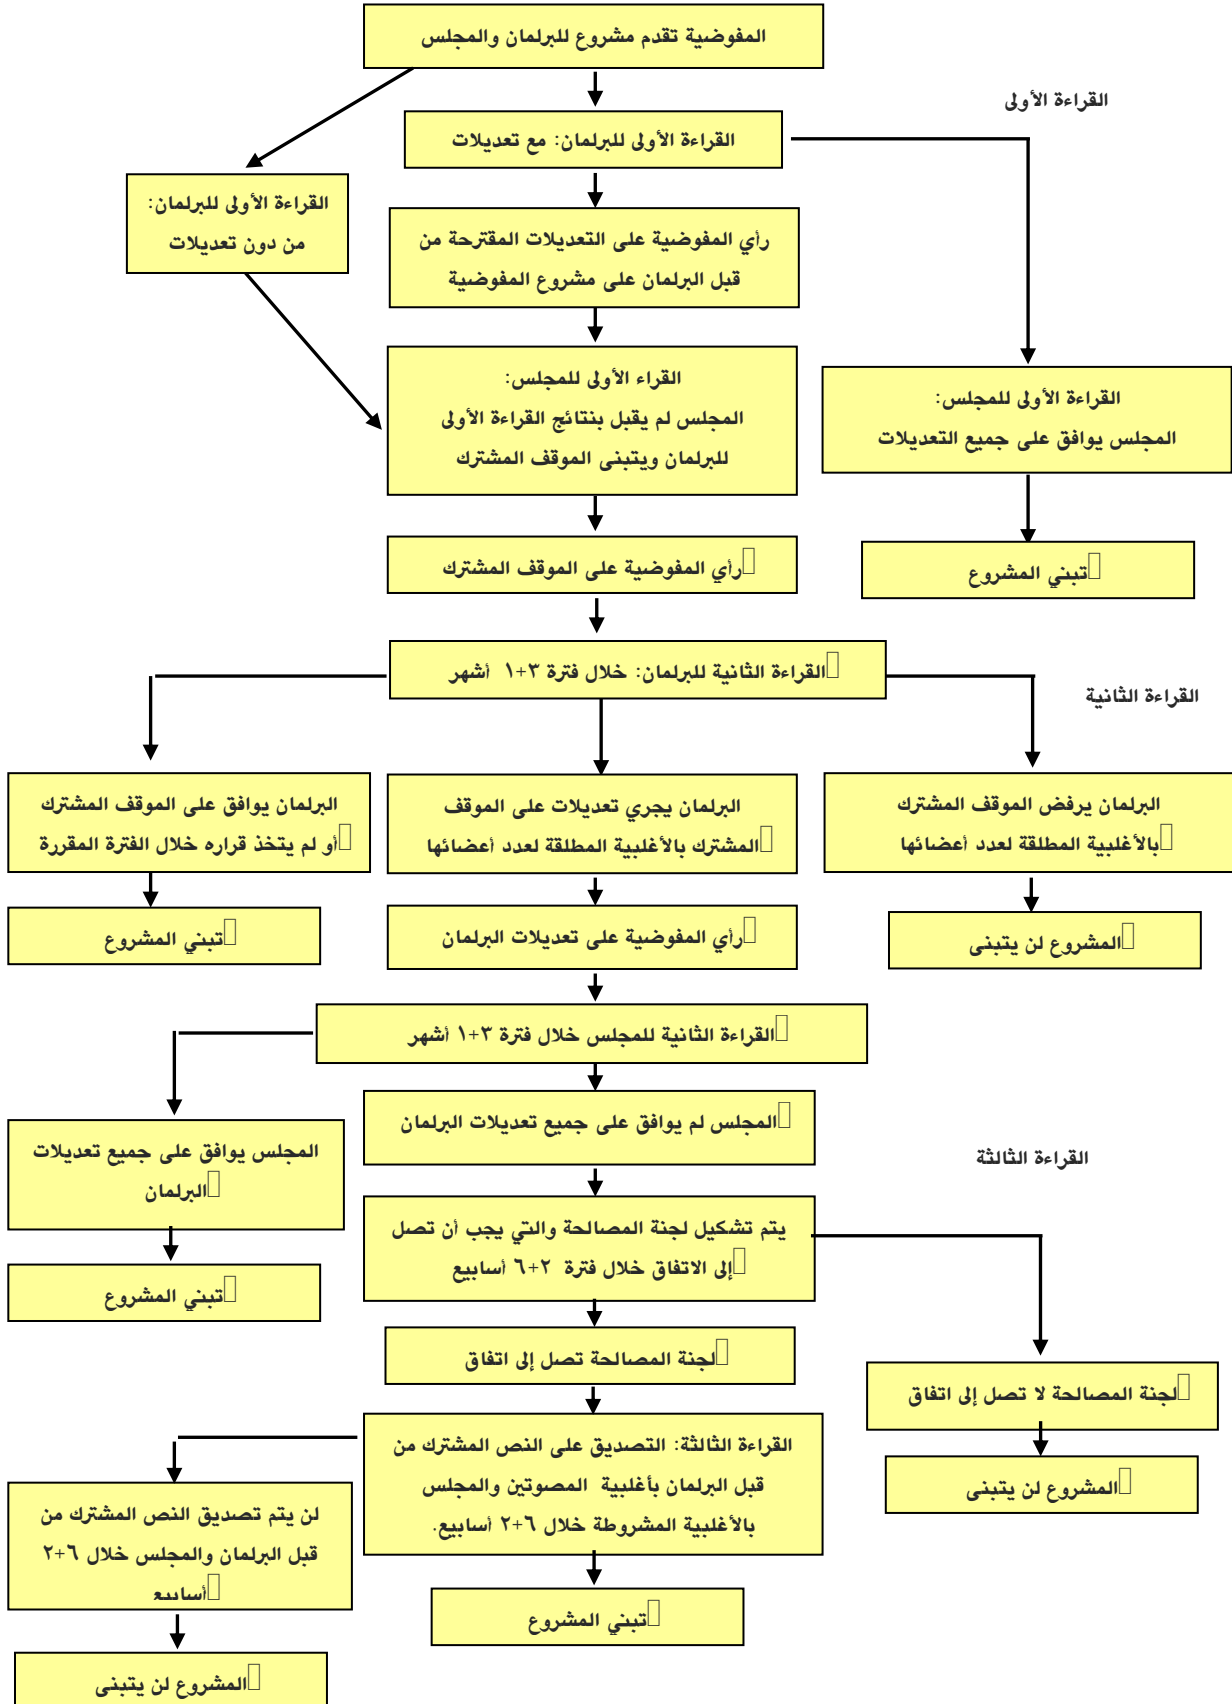 المفوضية تقدم مشروع للبرلمان والمجلس
القراءة الأولى
القراءة الأولى للبرلمان: مع تعديلات
القراءة الأولى للبرلمان:
من دون تعديلات
رأي المفوضية على التعديلات المقترحة من
قبل البرلمان على مشروع المفوضية
القراء الأولى للمجلس:
المجلس لم يقبل بنتائج القراءة الأولى
للبرلمان ويتبنى الموقف المشترك
القراءة الأولى للمجلس:
المجلس يوافق على جميع التعديلات
رأي المفوضية على الموقف المشترك
تبني المشروع
القراءة الثانية للبرلمان: خلال فترة ٣+١ أشهر
القراءة الثانية
البرلمان يرفض الموقف المشترك
بالأغلبية المطلقة لعدد أعضائها
البرلمان يجري تعديلات على الموقف
المشترك بالأغلبية المطلقة لعدد أعضائها
البرلمان يوافق على الموقف المشترك
أو لم يتخذ قراره خلال الفترة المقررة
المشروع لن يتبنى
رأي المفوضية على تعديلات البرلمان
تبني المشروع
القراءة الثانية للمجلس خلال فترة ٣+١ أشهر
المجلس لم يوافق على جميع تعديلات البرلمان
المجلس يوافق على جميع تعديلات
البرلمان
القراءة الثالثة
يتم تشكيل لجنة المصالحة والتي يجب أن تصل
إلى الاتفاق خلال فترة ٢+٦ أسابيع
تبني المشروع
لجنة المصالحة تصل إلى اتفاق
لجنة المصالحة لا تصل إلى اتفاق
القراءة الثالثة: التصديق على النص المشترك من
قبل البرلمان بأغلبية المصوتين والمجلس
بالأغلبية المشروطة خلال ٦+٢ أسابيع.
المشروع لن يتبنى
لن يتم تصديق النص المشترك من
قبل البرلمان والمجلس خلال ٦+٢
أسابيع
تبني المشروع
المشروع لن يتبنى